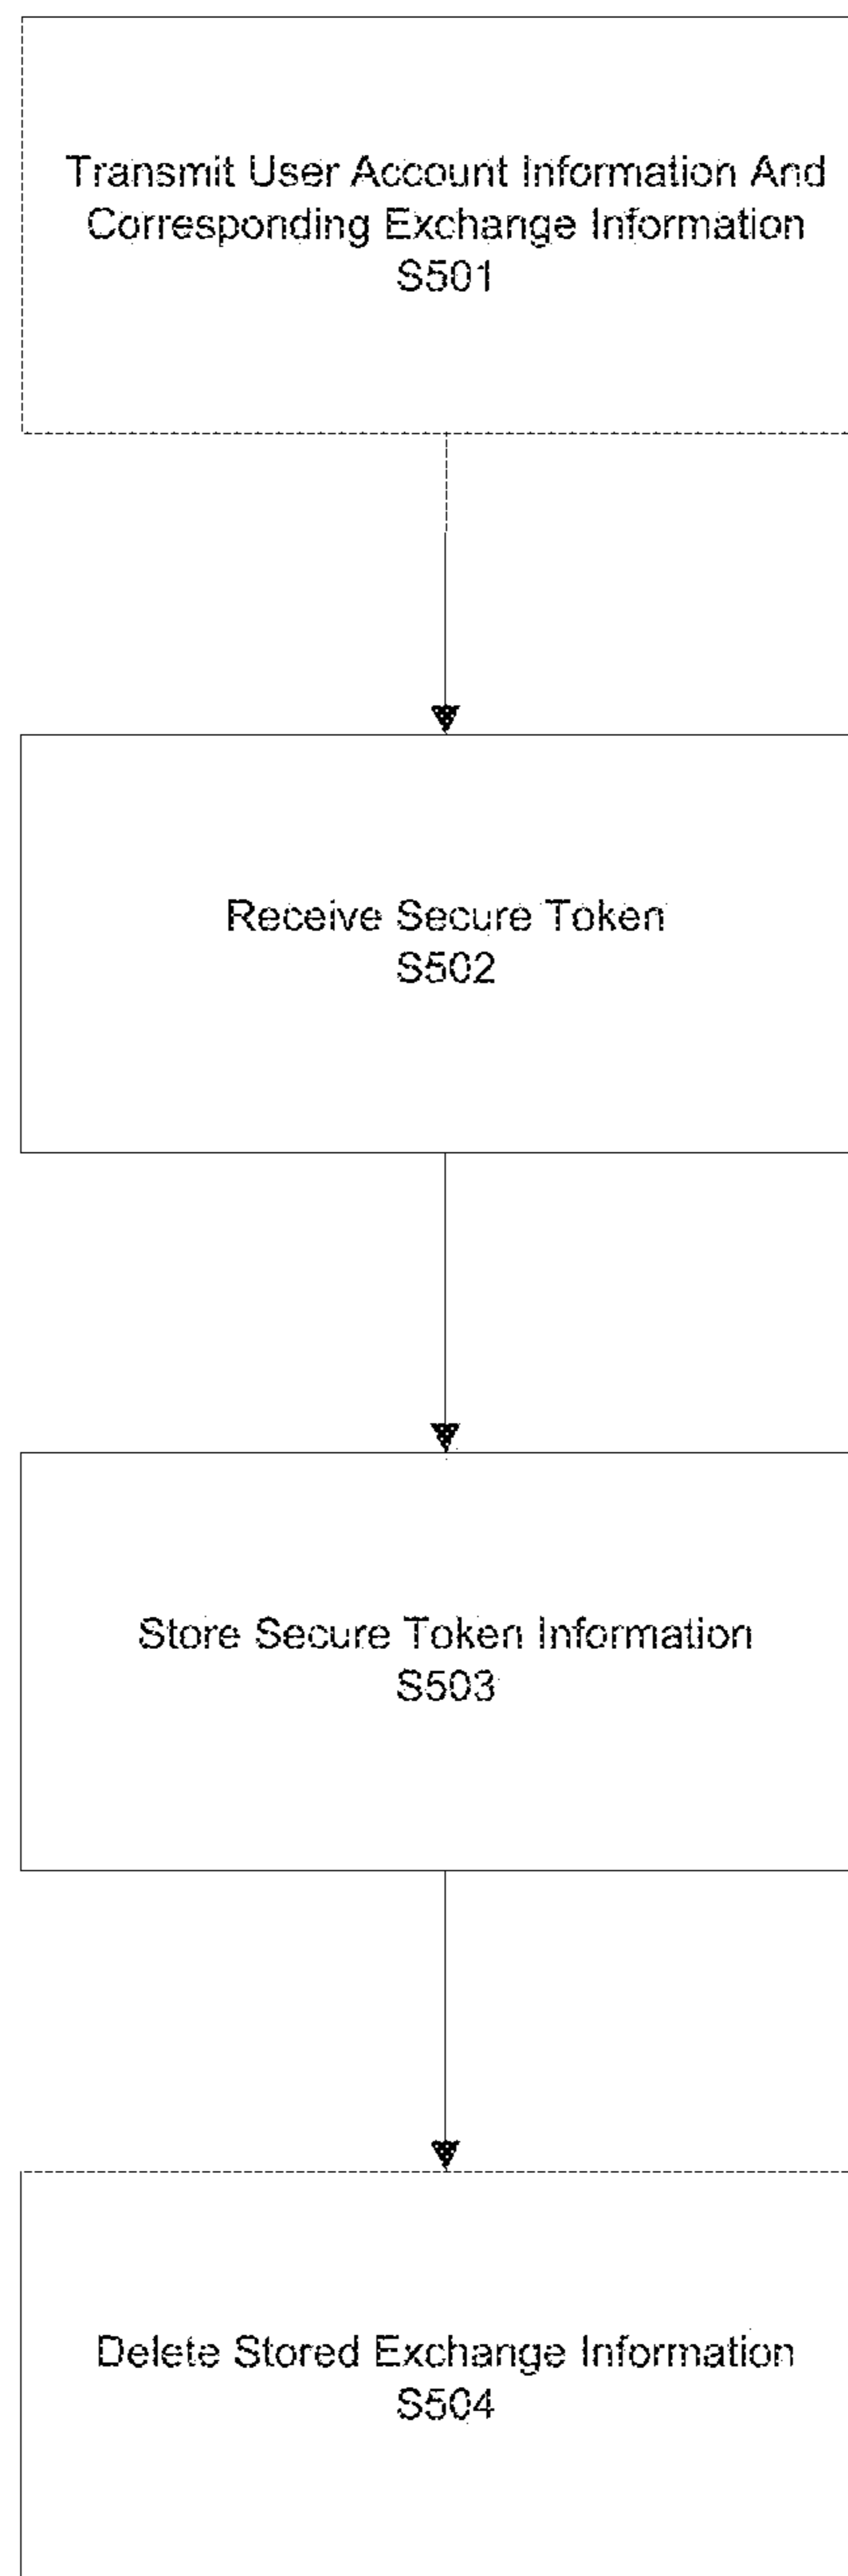 Transmit User Account Information And
Corresponding Exchange Information
S501
Receive Secure Token
S502
Store Secure Token Information
S503
Delete Stored Exchange Information
S504